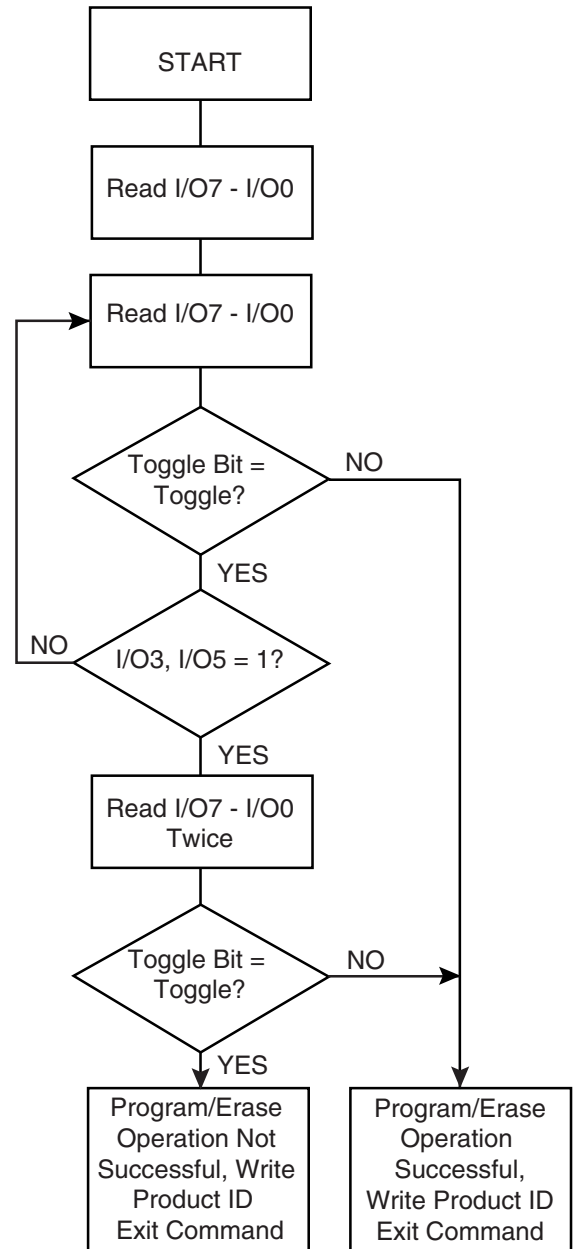 START
Read I/O7 - I/O0
Read I/O7 - I/O0
Toggle Bit =
Toggle?
NO
YES
NO
I/O3, I/O5 = 1?
YES
Read I/O7 - I/O0
Twice
Toggle Bit =
Toggle?
NO
YES
Program/Erase
Operation Not
Successful, Write
Product ID
Exit Command
Program/Erase
Operation
Successful,
Write Product ID
Exit Command